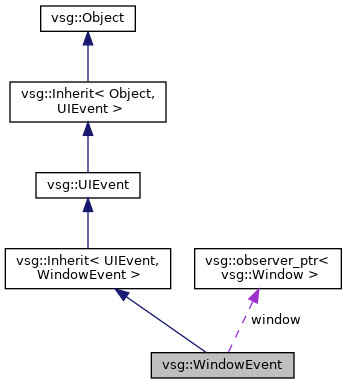 vsg::Object
vsg::Inherit< Object,
UIEvent >
vsg::UIEvent
vsg::Inherit< UIEvent,
WindowEvent >
vsg::observer_ptr<
vsg::Window >
window
vsg::WindowEvent